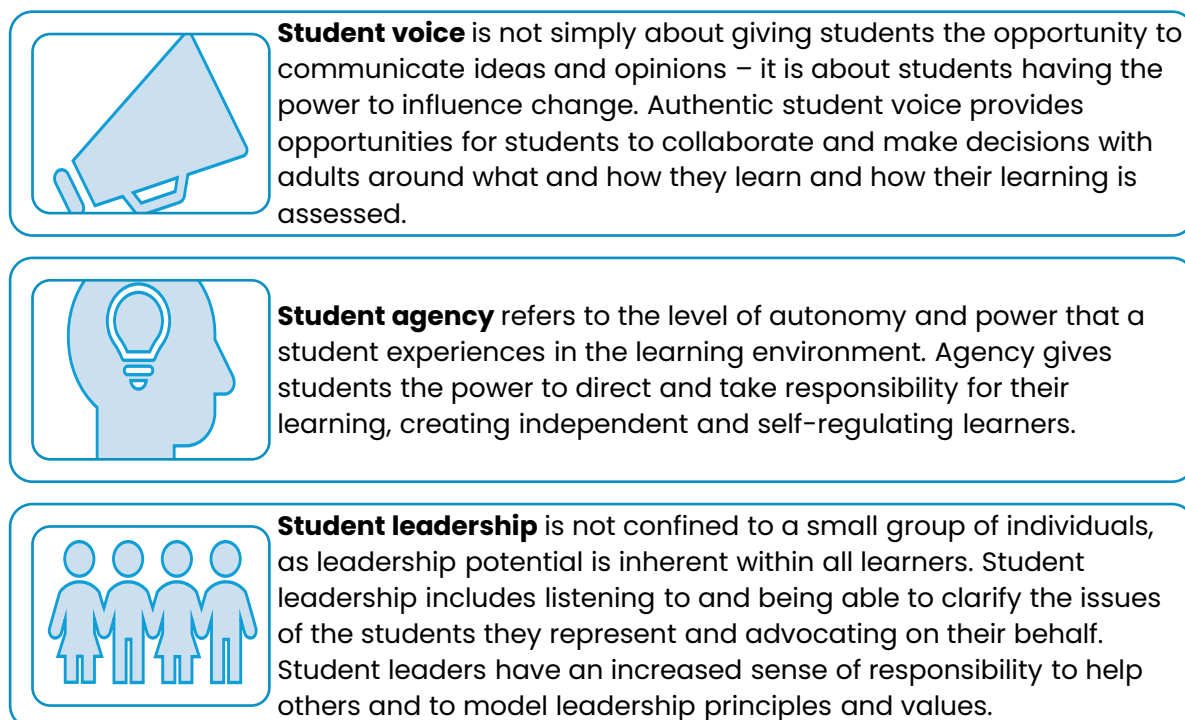 Student voice is not simply about giving students the opportunity to
communicate ideas and opinions – it is about students having the
power to influence change. Authentic student voice provides
opportunities for students to collaborate and make decisions with
adults around what and how they learn and how their learning is
assessed.
Student agency refers to the level of autonomy and power that a
student experiences in the learning environment. Agency gives
students the power to direct and take responsibility for their
learning, creating independent and self-regulating learners.
Student leadership is not confined to a small group of individuals,
as leadership potential is inherent within all learners. Student
leadership includes listening to and being able to clarify the issues
of the students they represent and advocating on their behalf.
Student leaders have an increased sense of responsibility to help
others and to model leadership principles and values.